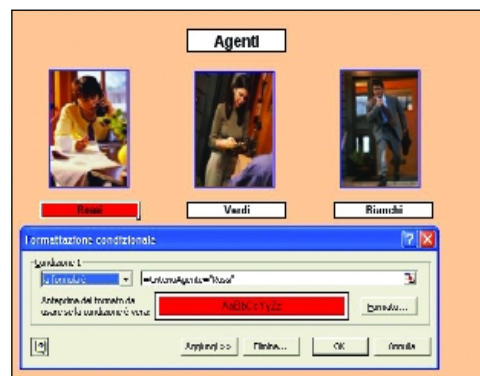 Agenti
Rossi Verdi Bianchi
Formattazione condizionale
Condizione 1
la formula è =CriterioAgente="Rossi"
Anteprima del formato da
usare se la condizione è vera:
AaBbCcYyZz
Formato...
Aggiungi >> Elimina... OK Annulla